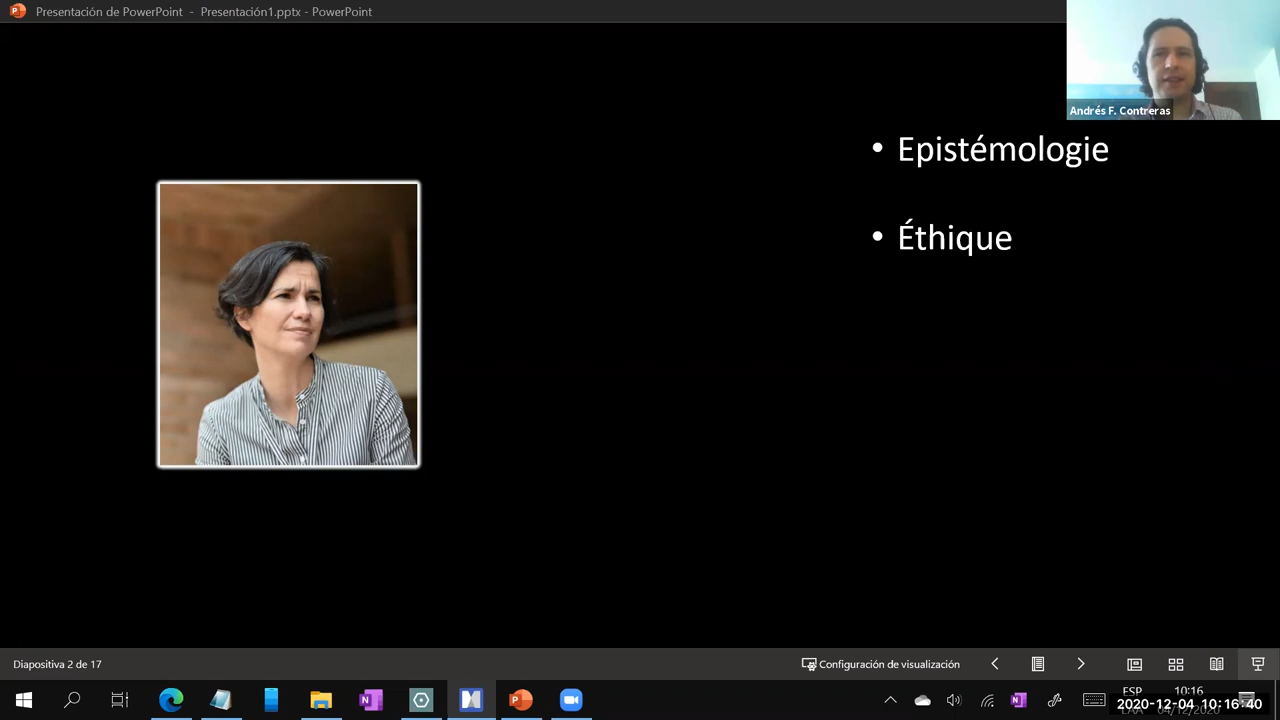 Presentación de PowerPoint - Presentación1.pptx - PowerPoint
Andrés F. Contreras
• Epistémologie
• Éthique
Diapositiva 2 de 17
Configuración de visualización
ESP
10:16
2020-12-04 10:16:40